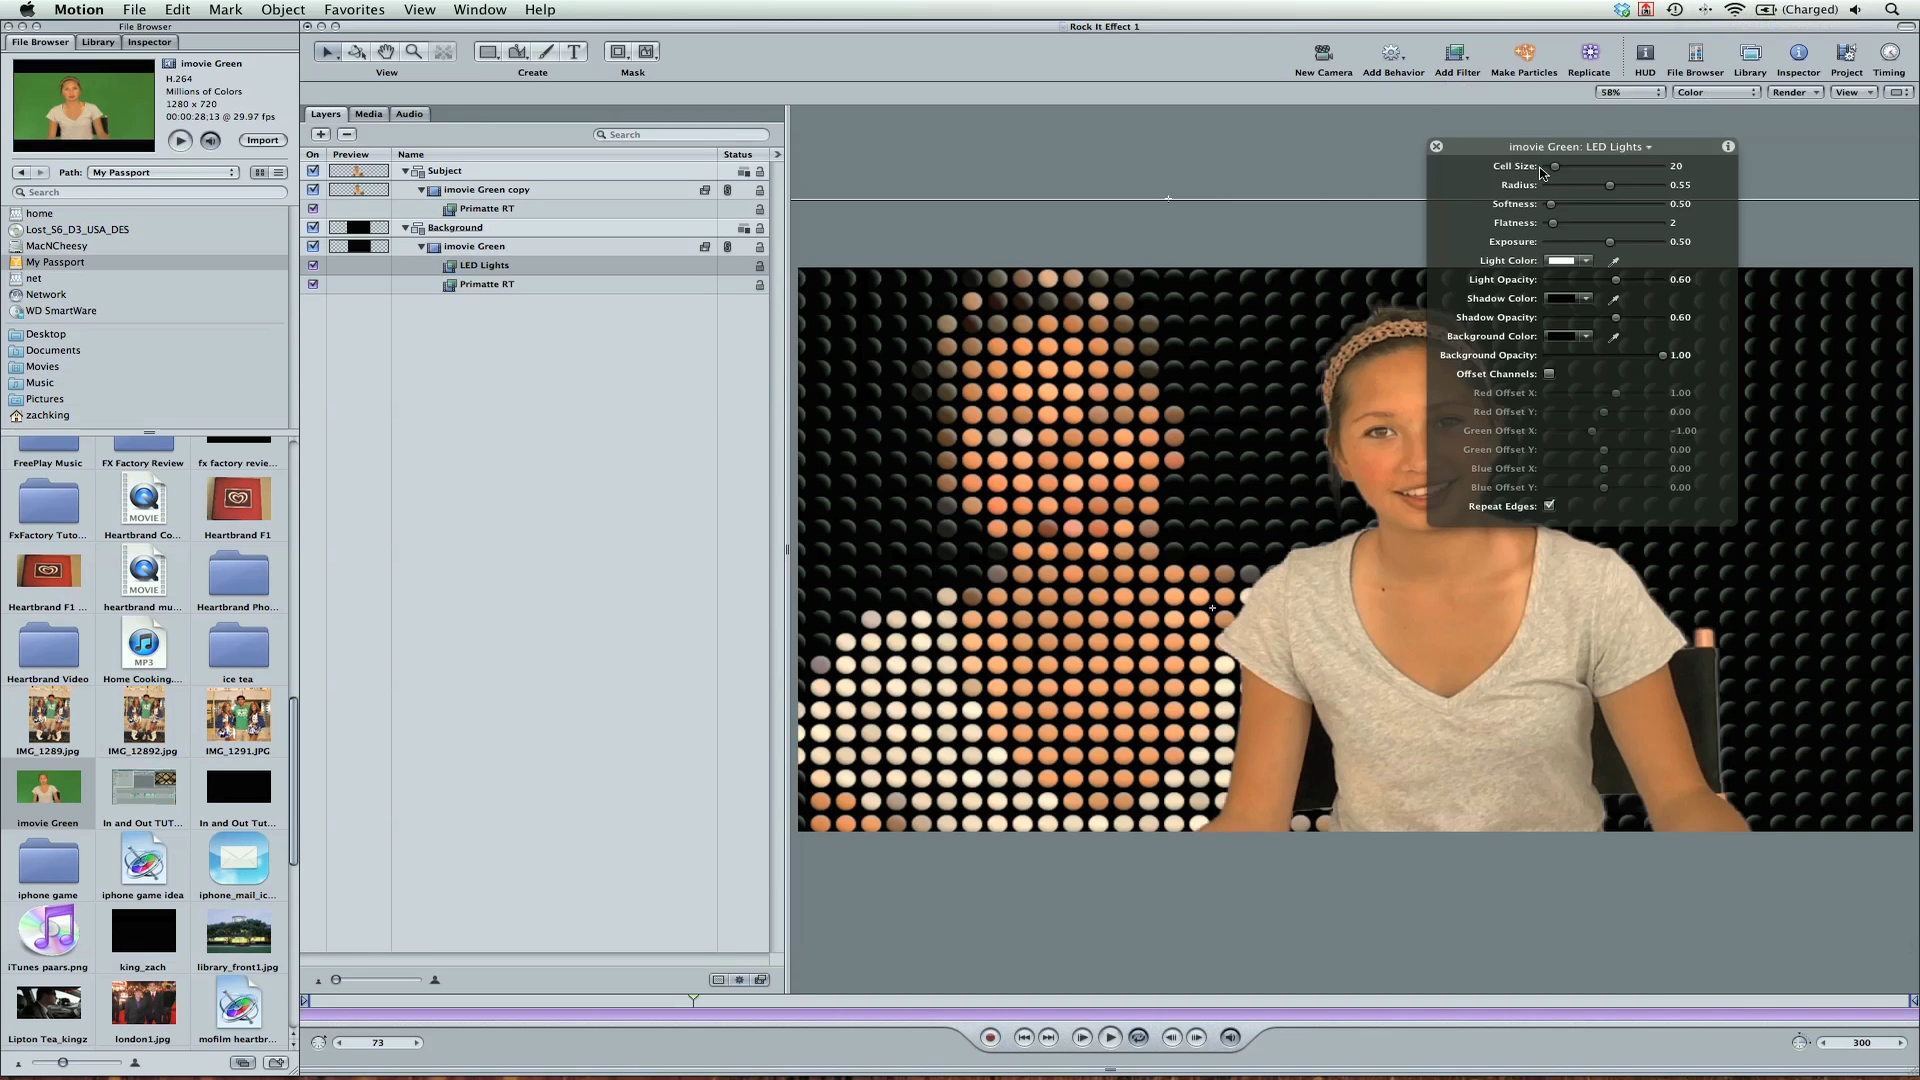 Motion File Edit Mark Object Favorites View Window Help (Charged)
File Browser
Rock It Effect 1
File Browser Library Inspector
imovie Green
H.264
Millions of Colors
1280 x 720
00:00:28;13 @ 29.97 fps
Import
Path: My Passport
Search
home
Lost_S6_D3_USA_DES
MacNCheesy
My Passport
net
Network
WD SmartWare
Desktop
Documents
Movies
Music
Pictures
zachking
FreePlay Music FX Factory Review fx factory revie...
MOVIE
FxFactory Tuto... Heartbrand Co... Heartbrand F1
MOVIE
Heartbrand F1 ... heartbrand mu... Heartbrand Pho...
MP3
Heartbrand Video Home Cooking.... ice tea
IMG_1289.jpg IMG_12892.jpg IMG_1291.JPG
imovie Green In and Out TUT... In and Out Tut...
iphone game iphone game idea iphone_mail_ic...
iTunes paars.png king_zach library_front1.jpg
Lipton Tea_kingz london1.jpg mofilm heartbr...
View Create Mask
T
New Camera Add Behavior Add Filter Make Particles Replicate HUD File Browser Library Inspector Project Timing
58% Color Render View
Layers Media Audio
Search
On Preview Name Status
Subject
imovie Green copy
Primatte RT
Background
imovie Green
LED Lights
Primatte RT
imovie Green: LED Lights
Cell Size: 20
Radius: 0.55
Softness: 0.50
Flatness: 2
Exposure: 0.50
Light Color:
Light Opacity: 0.60
Shadow Color:
Shadow Opacity: 0.60
Background Color:
Background Opacity: 1.00
Offset Channels:
Red Offset X: 1.00
Red Offset Y: 0.00
Green Offset X: -1.00
Green Offset Y: 0.00
Blue Offset X: 0.00
Blue Offset Y: 0.00
Repeat Edges:
73
300